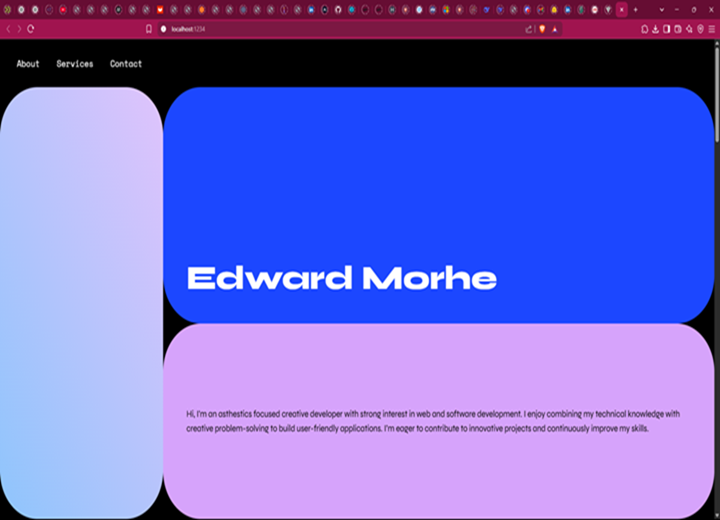 localhost:1234
About Services Contact
Edward Morhe
Hi, I'm an asthestics focused creative developer with strong interest in web and software development. I enjoy combining my technical knowledge with
creative problem-solving to build user-friendly applications. I'm eager to contribute to innovative projects and continuously improve my skills.